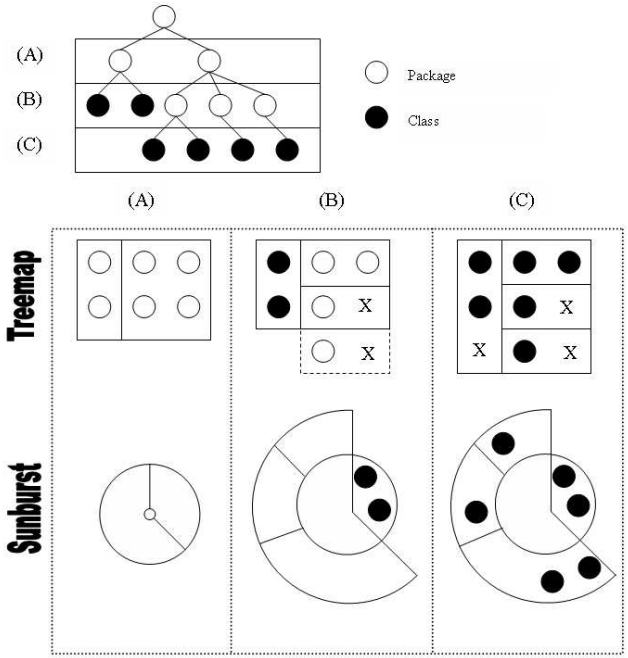 (A)
Package
(B)
Class
(C)
(A) (B) (C)
Treemap
X
X
X
X
X
Sunburst